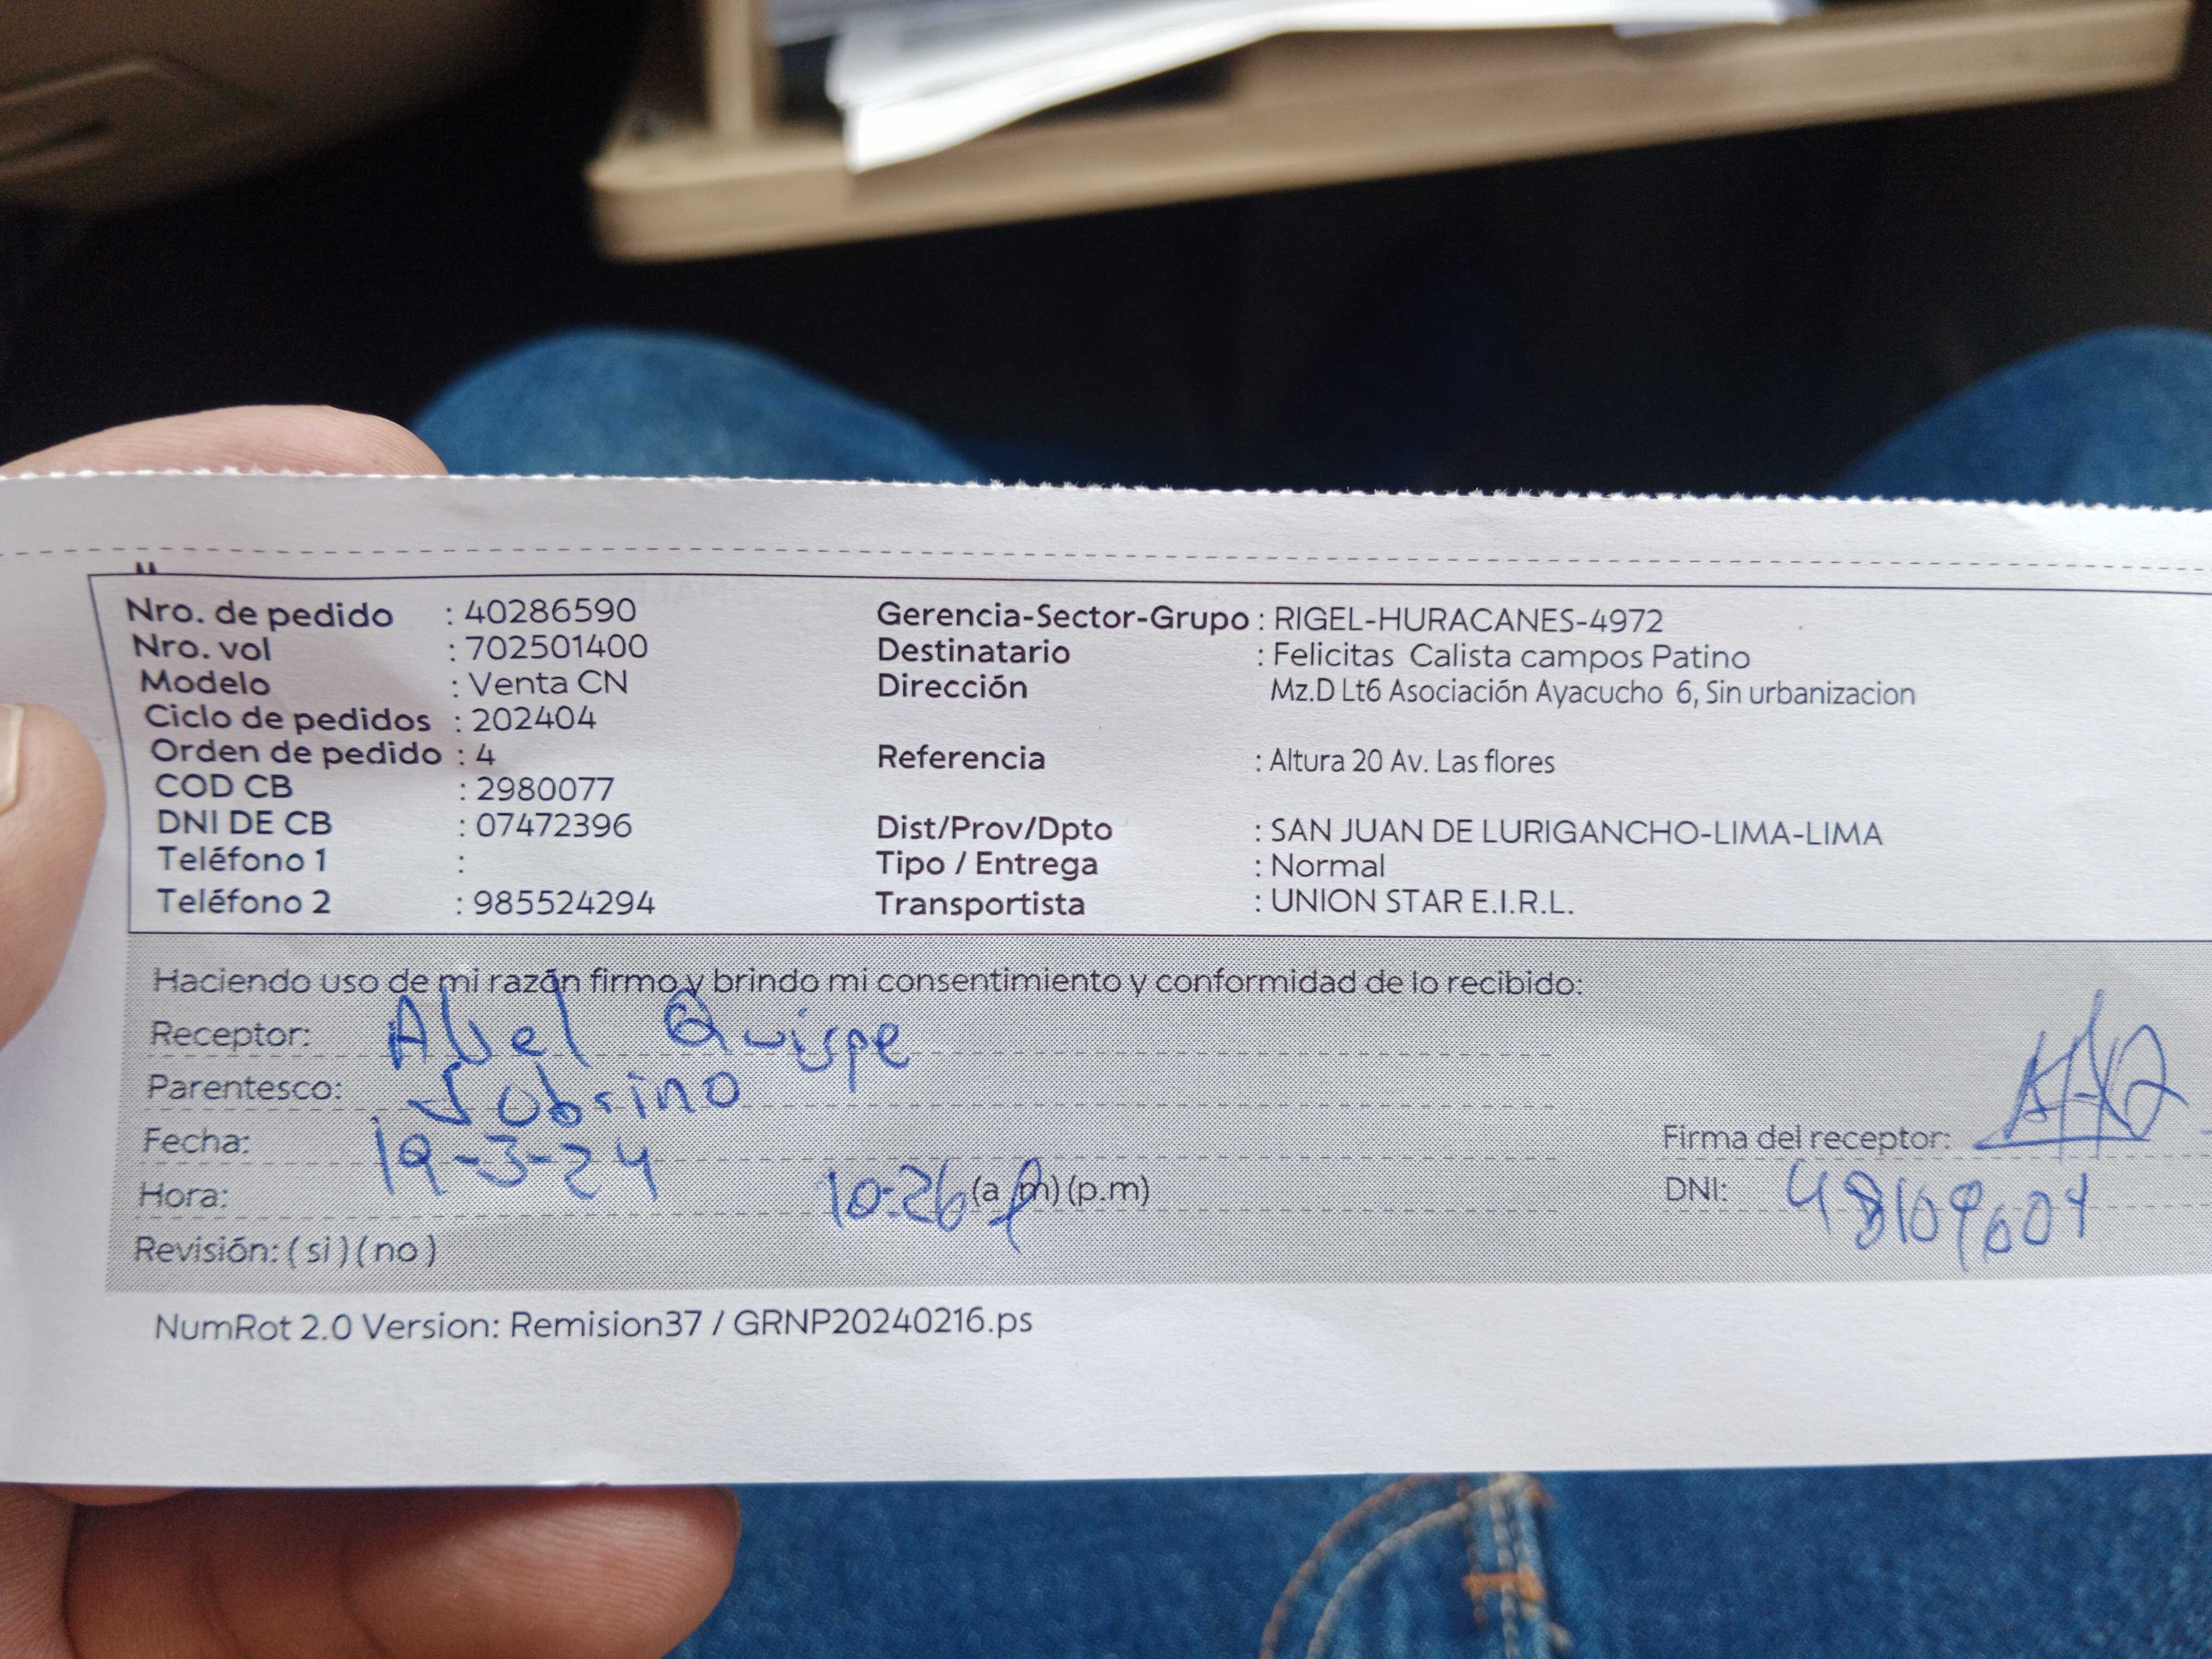 Nro. de pedido : 40286590
Nro. vol : 702501400
Modelo : Venta CN
Ciclo de pedidos : 202404
Orden de pedido : 4
COD CB : 2980077
DNI DE CB : 07472396
Teléfono 1 :
Teléfono 2 : 985524294
Gerencia-Sector-Grupo : RIGEL-HURACANES-4972
Destinatario : Felicitas Calista campos Patino
Dirección Mz.D Lt6 Asociación Ayacucho 6, Sin urbanizacion
Referencia : Altura 20 Av. Las flores
Dist/Prov/Dpto : SAN JUAN DE LURIGANCHO-LIMA-LIMA
Tipo / Entrega : Normal
Transportista : UNION STAR E.I.R.L.
Haciendo uso de mi razón firmo y brindo mi consentimiento y conformidad de lo recibido:
Receptor: Abel Quispe
Parentesco: Sobrino
Fecha: 19-3-24
Hora: 10:26 (a.m) (p.m)
Revisión: ( si ) ( no )
Firma del receptor:
DNI: 48109604
NumRot 2.0 Version: Remision37 / GRNP20240216.ps